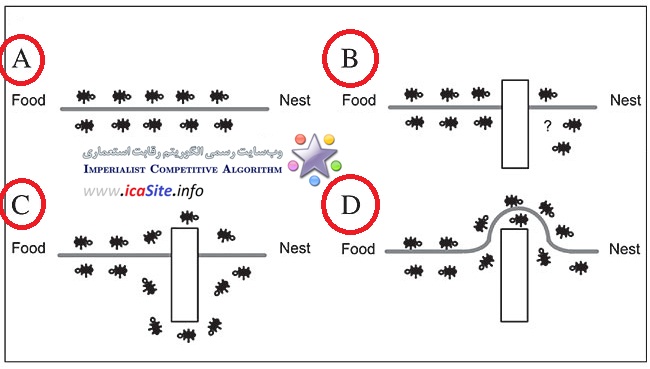 A
B
Food
Nest
Food
Nest
?
وب‌سایت رسمی الگوریتم رقابت استعماری
IMPERIALIST COMPETITIVE ALGORITHM
www.icaSite.info
C
D
Food
Nest
Food
Nest